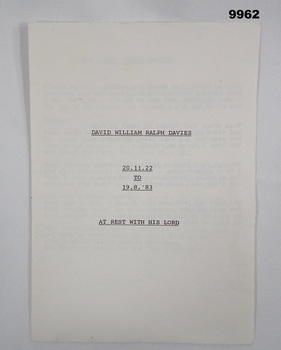 9962
DAVID WILLIAM RALPH DAVIES
20.11.22
TO
19.8.'83
AT REST WITH HIS LORD